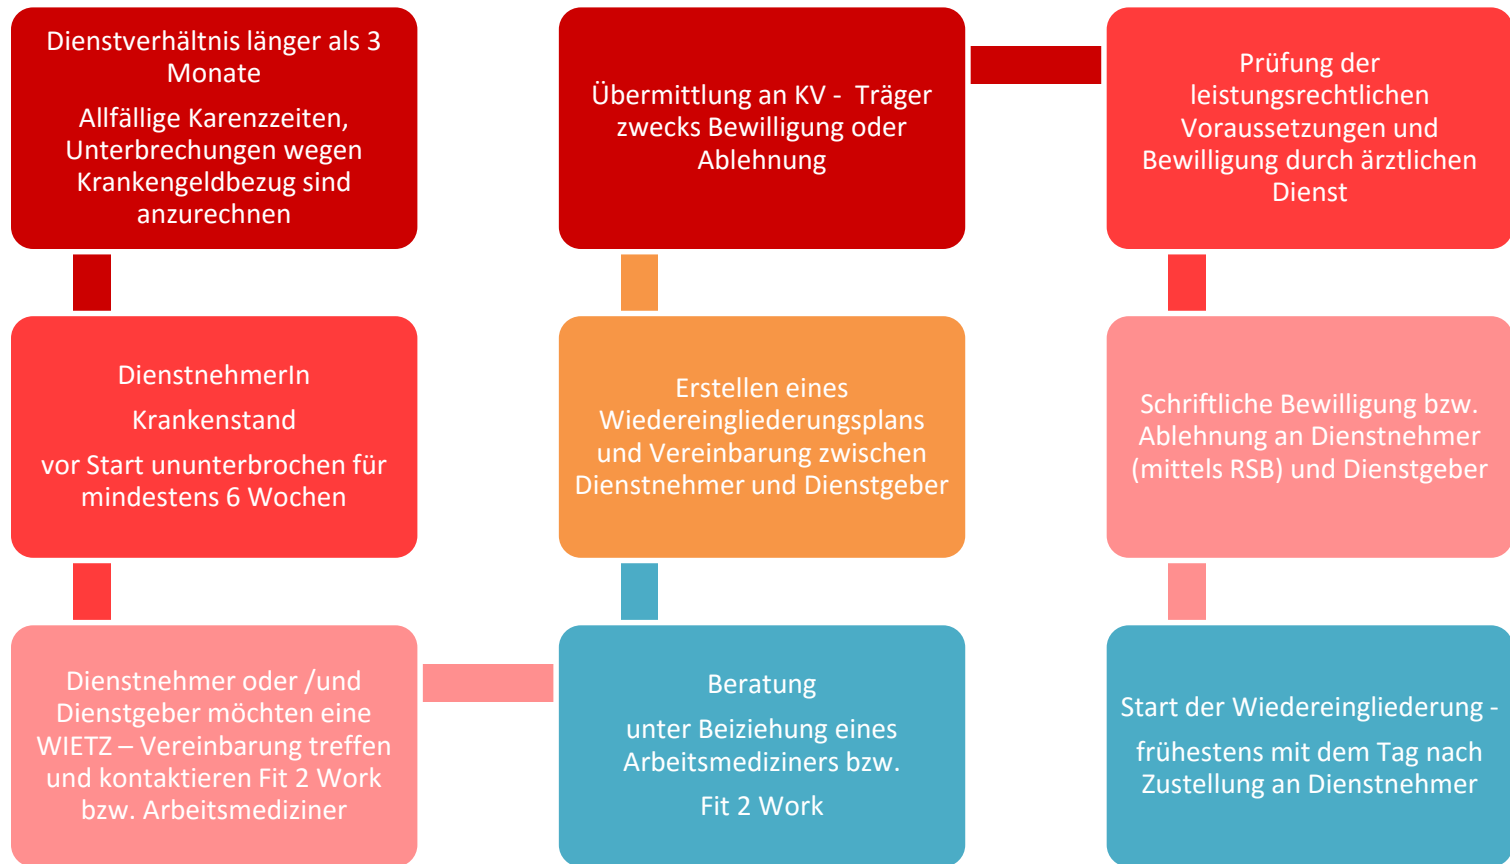 Dienstverhältnis länger als 3
Monate
Allfällige Karenzzeiten,
Unterbrechungen wegen
Krankengeldbezug sind
anzurechnen
DienstnehmerIn
Krankenstand
vor Start ununterbrochen für
mindestens 6 Wochen
Dienstnehmer oder /und
Dienstgeber möchten eine
WIETZ – Vereinbarung treffen
und kontaktieren Fit 2 Work
bzw. Arbeitsmediziner
Beratung
unter Beiziehung eines
Arbeitsmediziners bzw.
Fit 2 Work
Erstellen eines
Wiedereingliederungsplans
und Vereinbarung zwischen
Dienstnehmer und Dienstgeber
Übermittlung an KV - Träger
zwecks Bewilligung oder
Ablehnung
Prüfung der
leistungsrechtlichen
Voraussetzungen und
Bewilligung durch ärztlichen
Dienst
Schriftliche Bewilligung bzw.
Ablehnung an Dienstnehmer
(mittels RSB) und Dienstgeber
Start der Wiedereingliederung -
frühestens mit dem Tag nach
Zustellung an Dienstnehmer